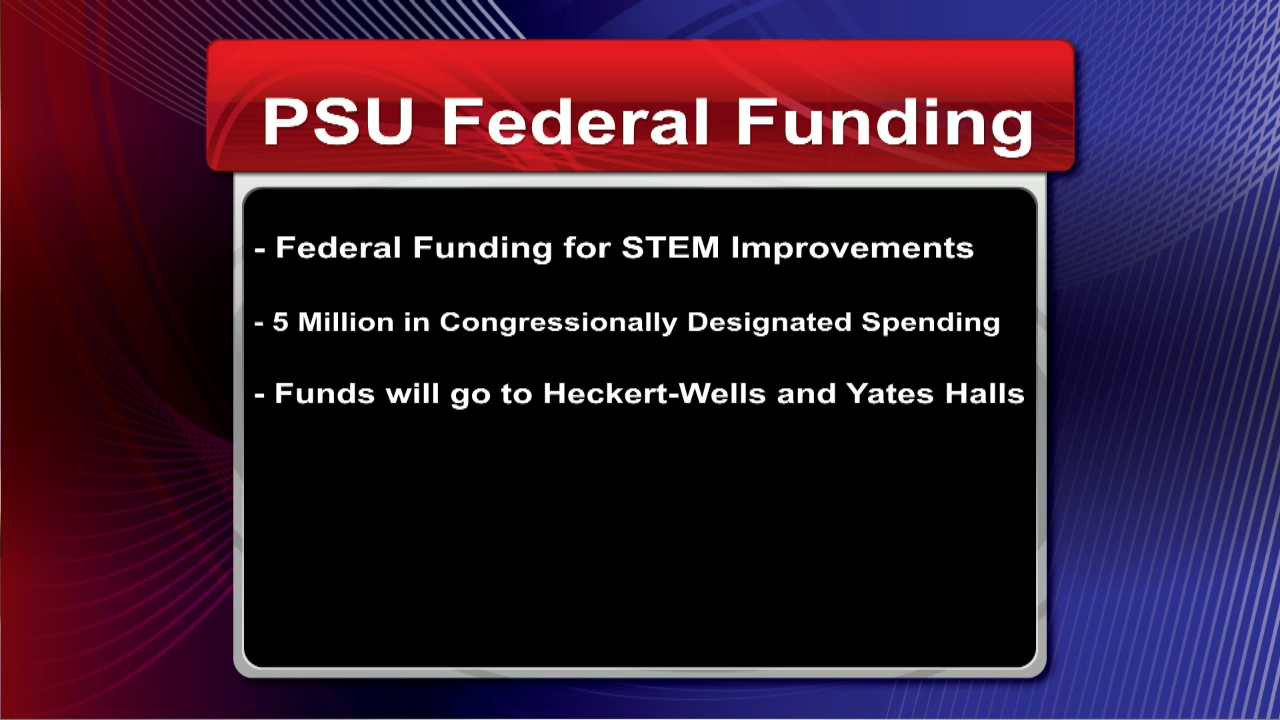 PSU Federal Funding
- Federal Funding for STEM Improvements
- 5 Million in Congressionally Designated Spending
- Funds will go to Heckert-Wells and Yates Halls